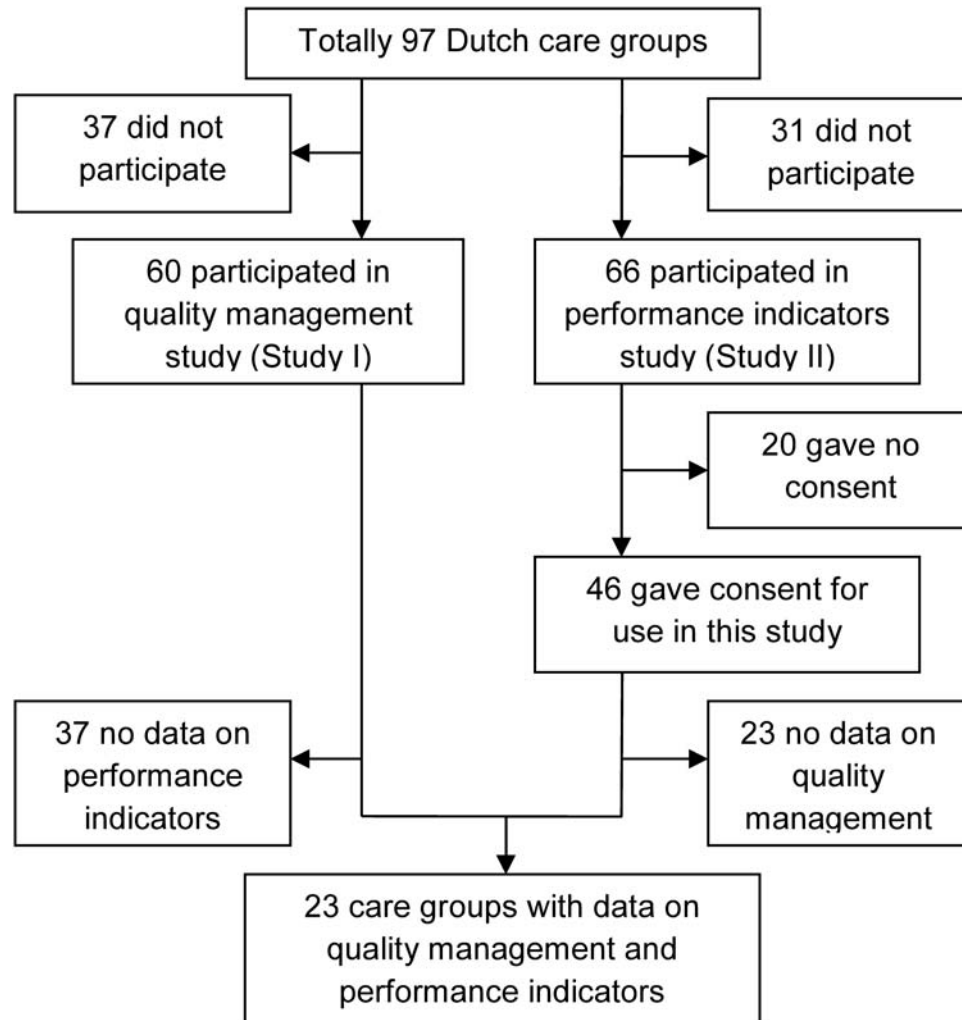 Totally 97 Dutch care groups
37 did not
participate
31 did not
participate
60 participated in
quality management
study (Study I)
66 participated in
performance indicators
study (Study II)
20 gave no
consent
46 gave consent for
use in this study
37 no data on
performance
indicators
23 no data on
quality
management
23 care groups with data on
quality management and
performance indicators